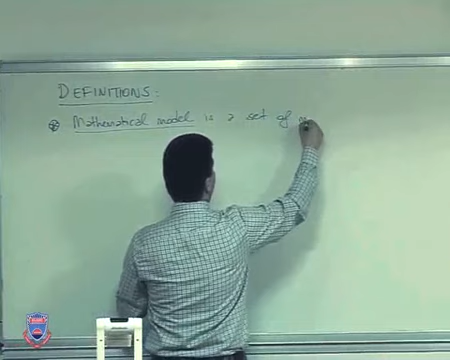 DEFINITIONS:
⊛ Mathematical model is a set of